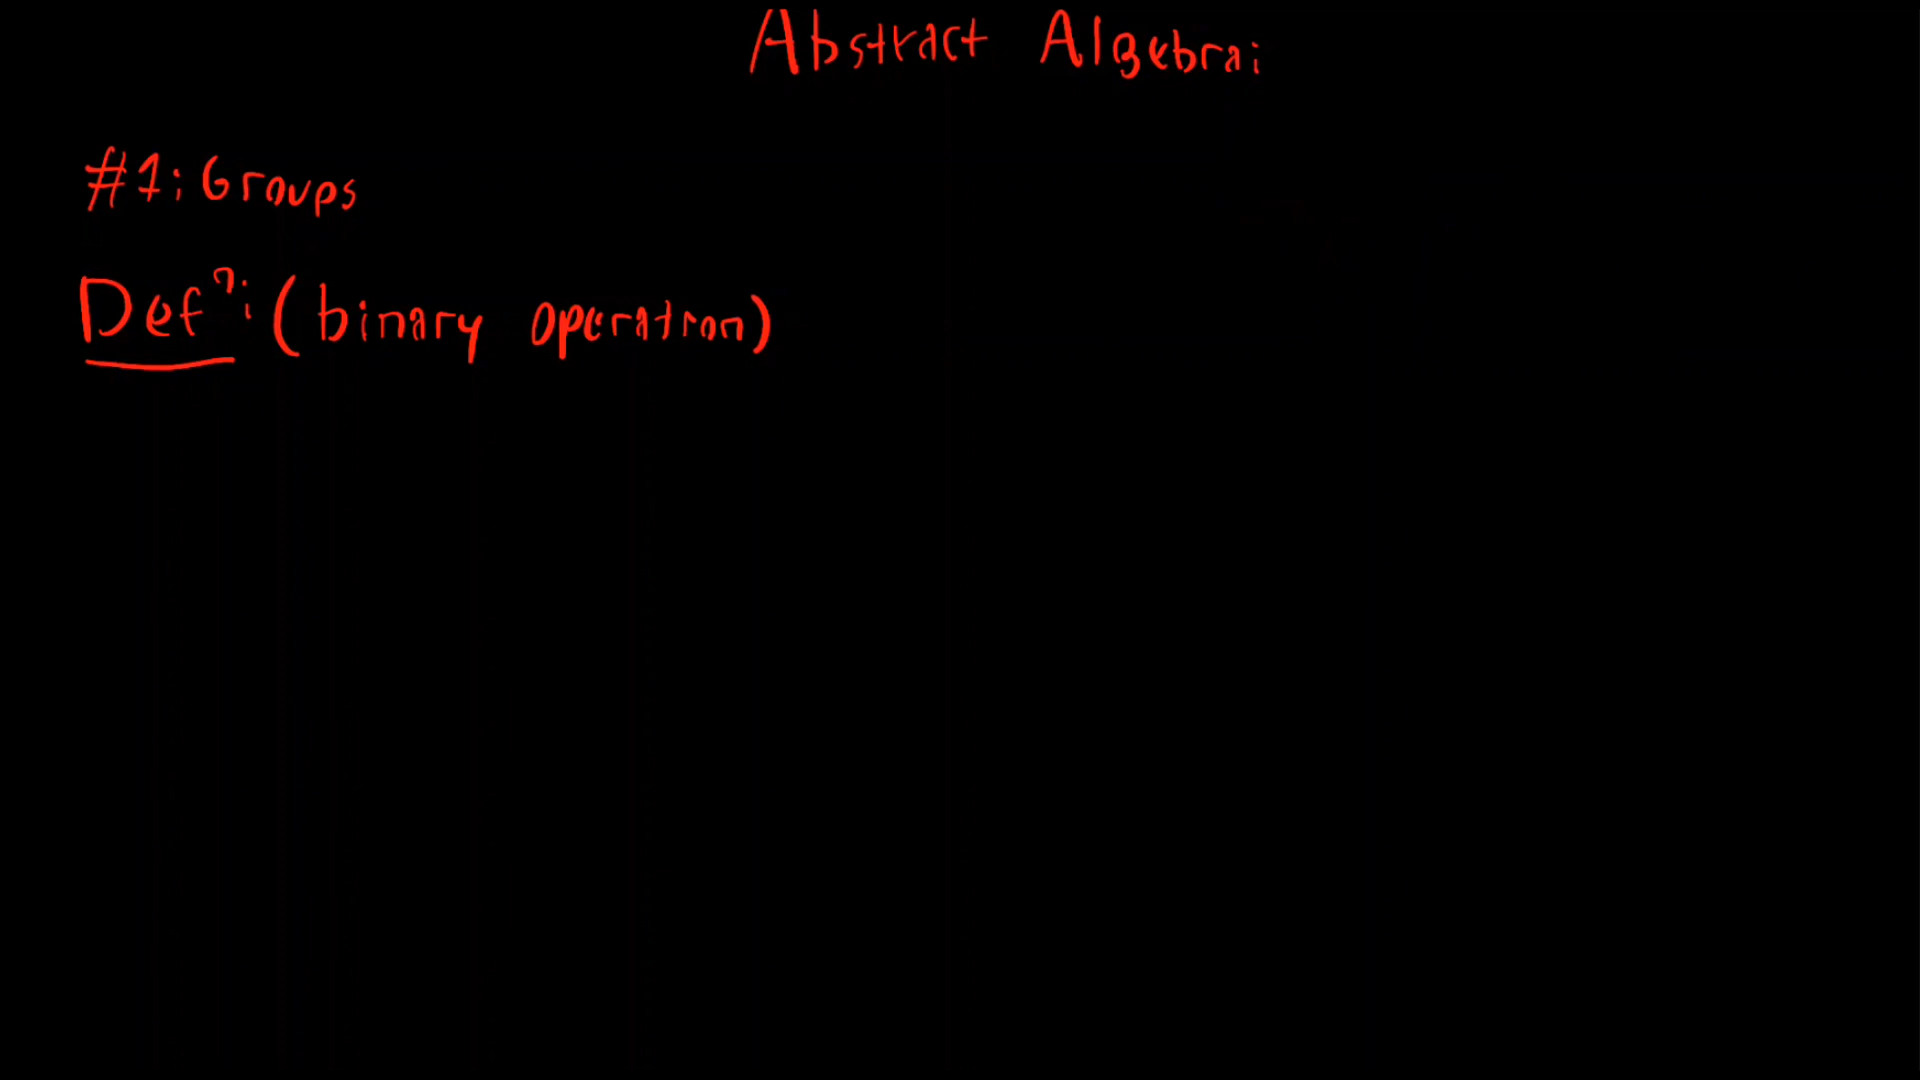 Abstract Algebra:
#1: Groups
Defⁿ: (binary operation)